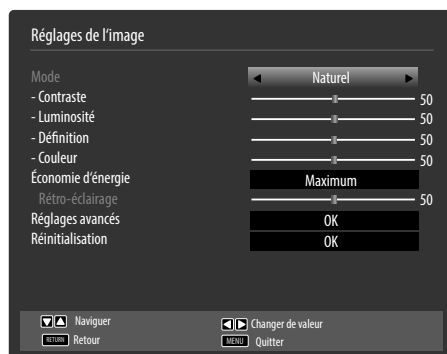 Réglages de l'image
Mode Naturel
- Contraste 50
- Luminosité 50
- Définition 50
- Couleur 50
Économie d'énergie Maximum
Rétro-éclairage 50
Réglages avancés OK
Réinitialisation OK
Naviguer Changer de valeur
RETURN Retour MENU Quitter